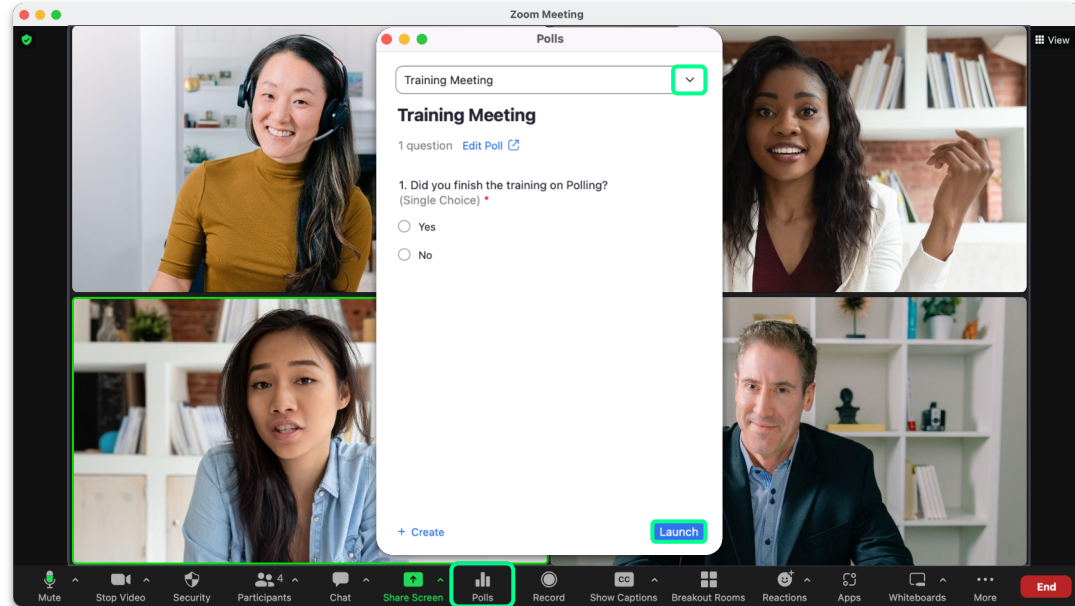 Zoom Meeting
Polls
View
Training Meeting
Training Meeting
1 question Edit Poll
1. Did you finish the training on Polling?
(Single Choice) *
Yes
No
+ Create
Launch
4
CC
Mute Stop Video Security Participants Chat Share Screen Polls Record Show Captions Breakout Rooms Reactions Apps Whiteboards More End